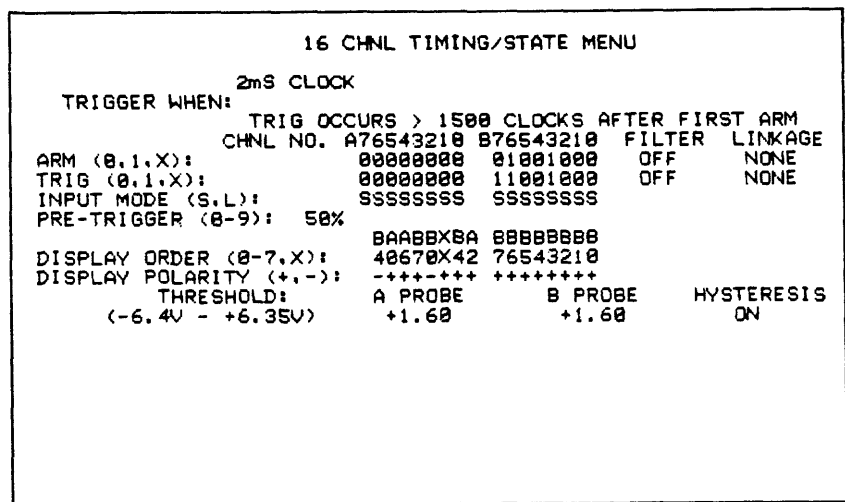 16 CHNL TIMING/STATE MENU
2mS CLOCK
TRIGGER WHEN:
TRIG OCCURS > 1500 CLOCKS AFTER FIRST ARM
CHNL NO. A76543210 B76543210 FILTER LINKAGE
ARM (0,1,X): 00000000 01001000 OFF NONE
TRIG (0,1,X): 00000000 11001000 OFF NONE
INPUT MODE (S,L): SSSSSSSS SSSSSSSS
PRE-TRIGGER (0-9): 50%
BAABBXBA BBBBBBBB
DISPLAY ORDER (0-7,X): 40670X42 76543210
DISPLAY POLARITY (+,-): -+++-+++ ++++++++
THRESHOLD: A PROBE B PROBE HYSTERESIS
(-6.4V - +6.35V) +1.60 +1.60 ON